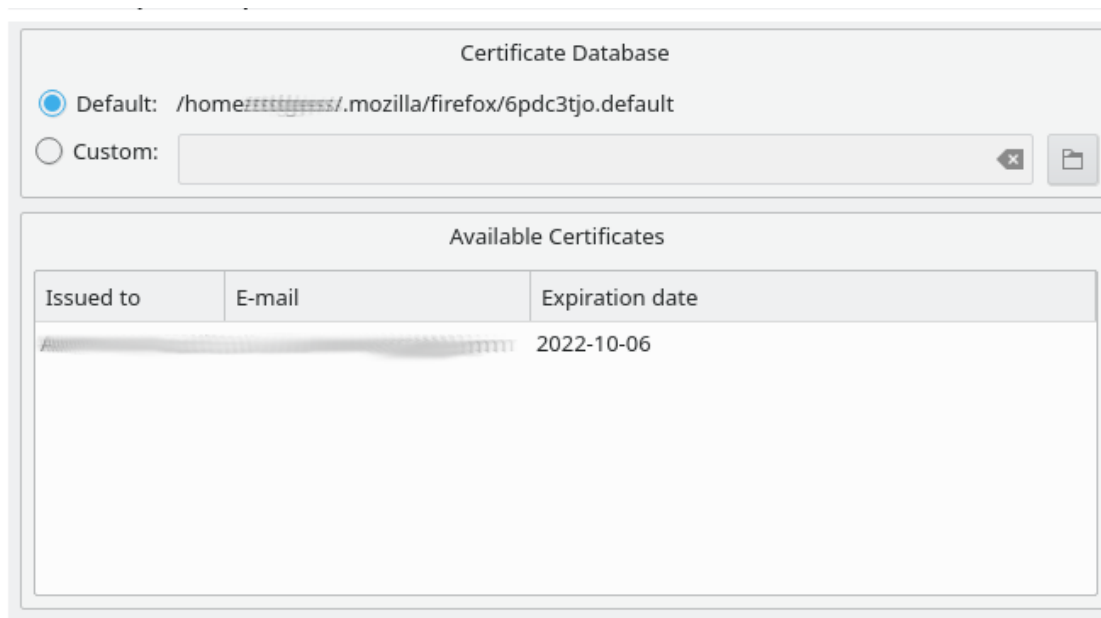 Certificate Database
Default: /home/.mozilla/firefox/6pdc3tjo.default
Custom:
Available Certificates
Issued to E-mail Expiration date
2022-10-06